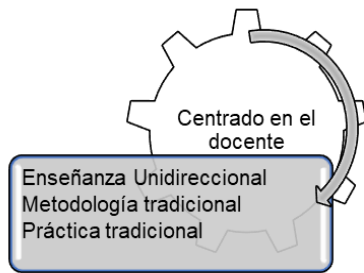 Centrado en el
docente
Enseñanza Unidireccional
Metodología tradicional
Práctica tradicional